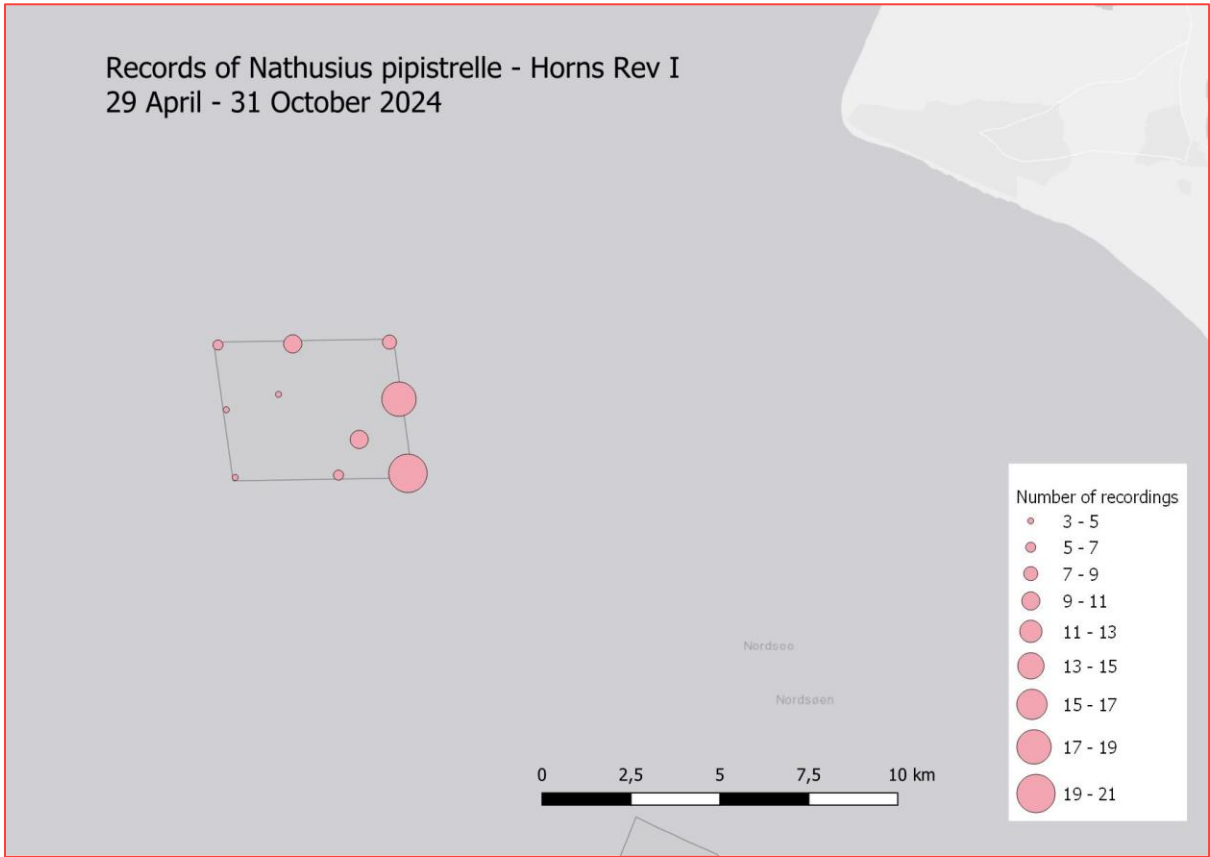 Records of Nathusius pipistrelle - Horns Rev I
29 April - 31 October 2024
Number of recordings
3 - 5
5 - 7
7 - 9
9 - 11
11 - 13
13 - 15
15 - 17
17 - 19
19 - 21
Nordsøo
Nordsøen
0 2,5 5 7,5 10 km